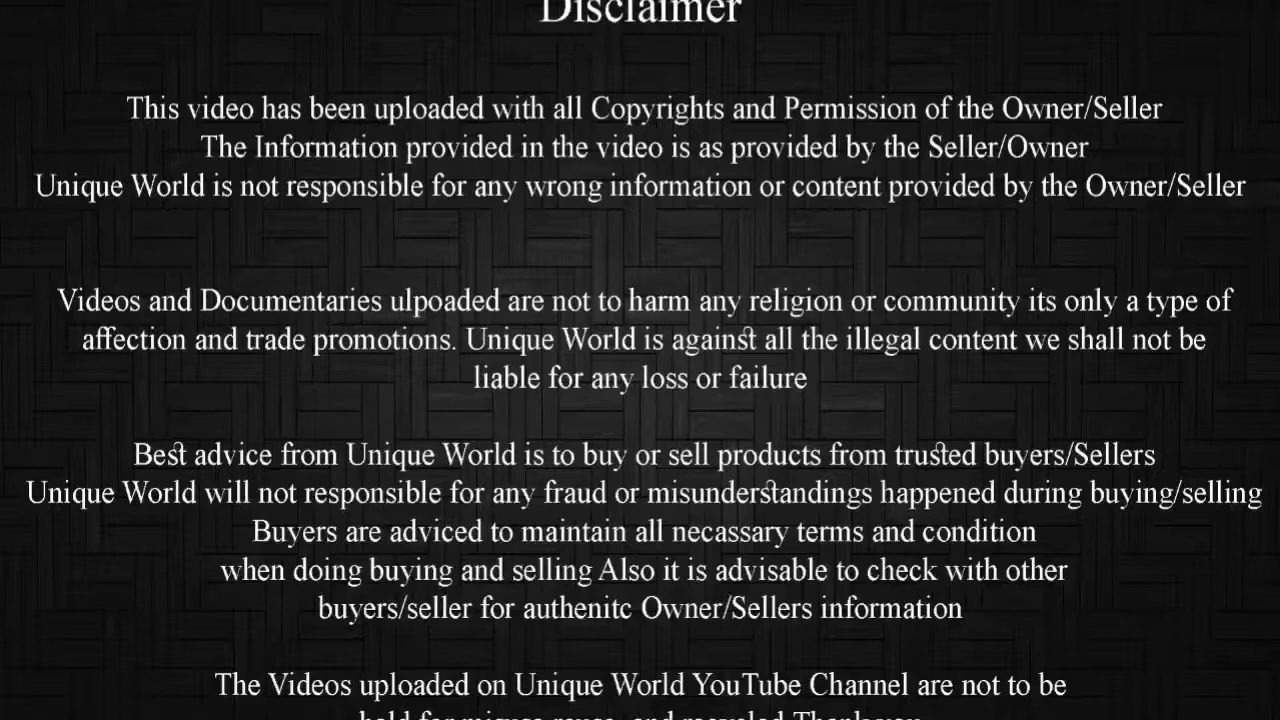 Disclaimer
This video has been uploaded with all Copyrights and Permission of the Owner/Seller
The Information provided in the video is as provided by the Seller/Owner
Unique World is not responsible for any wrong information or content provided by the Owner/Seller
Videos and Documentaries ulpoaded are not to harm any religion or community its only a type of
affection and trade promotions. Unique World is against all the illegal content we shall not be
liable for any loss or failure
Best advice from Unique World is to buy or sell products from trusted buyers/Sellers
Unique World will not responsible for any fraud or misunderstandings happened during buying/selling
Buyers are adviced to maintain all necassary terms and condition
when doing buying and selling Also it is advisable to check with other
buyers/seller for authenitc Owner/Sellers information
The Videos uploaded on Unique World YouTube Channel are not to be